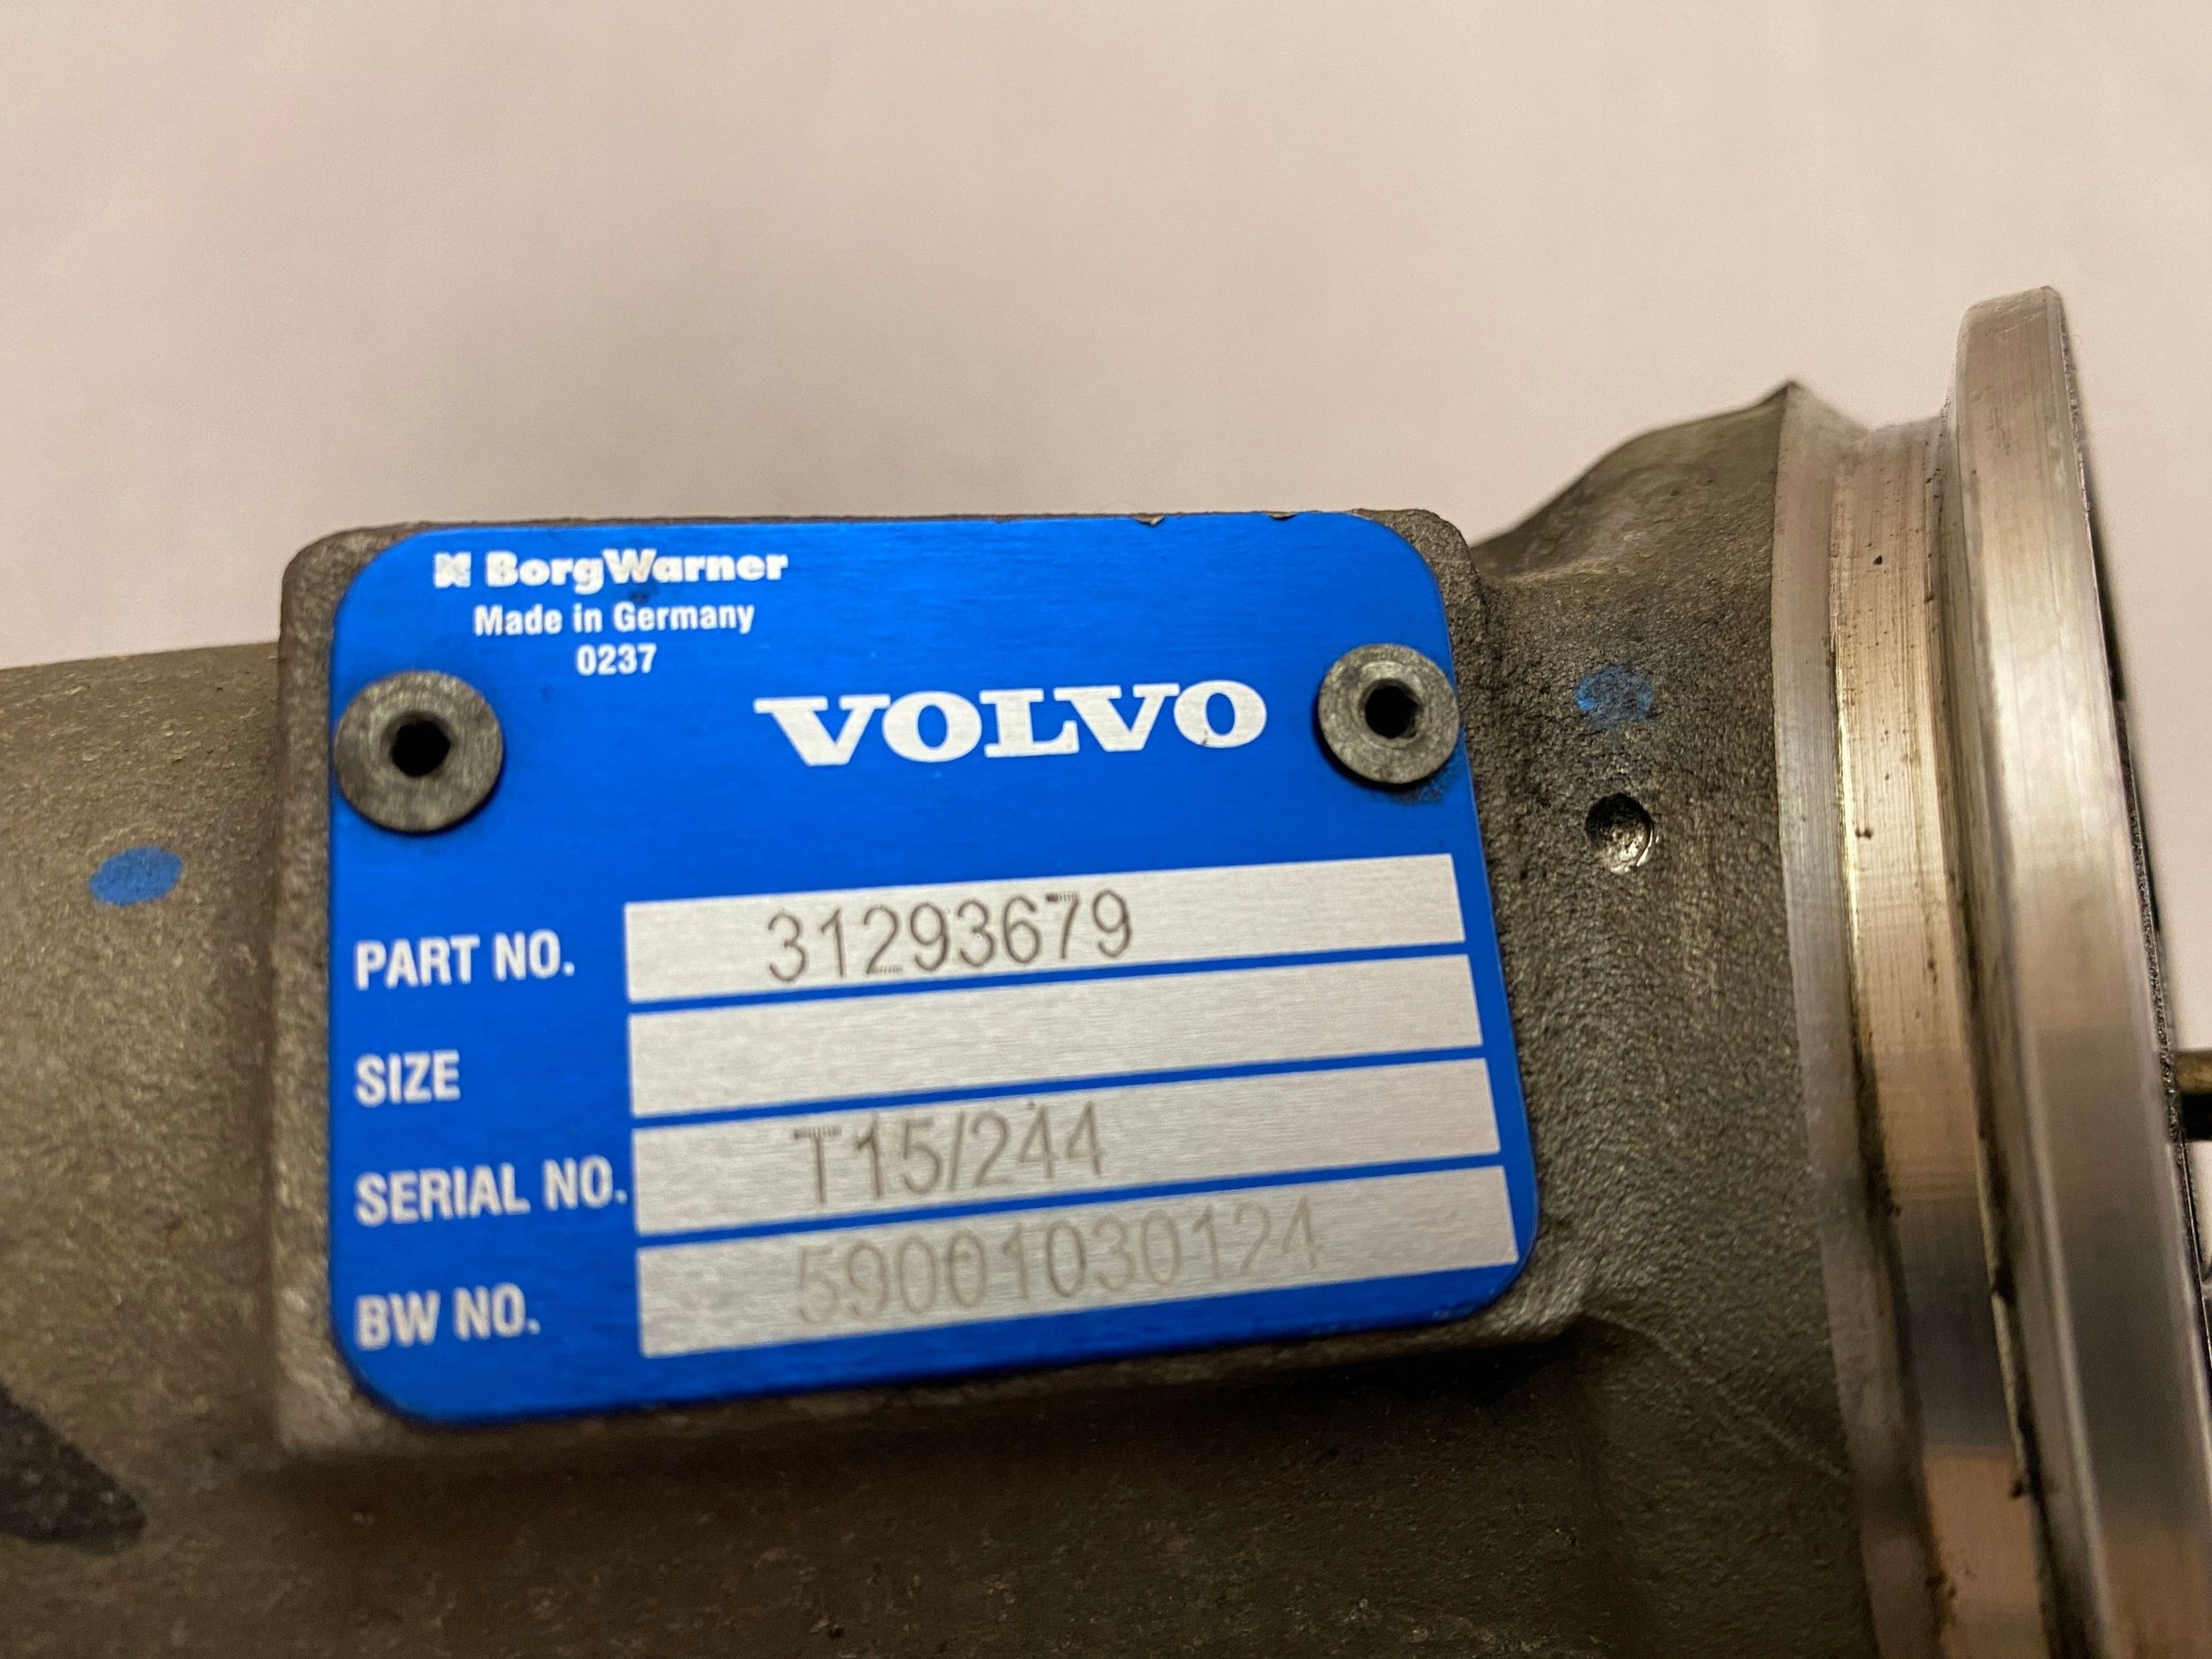 BorgWarner
Made in Germany
0237
VOLVO
PART NO. 31293679
SIZE
SERIAL NO. T15/244
BW NO. 59001030124